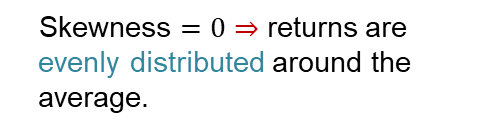 Skewness = 0 ⇒ returns are
evenly distributed around the
average.